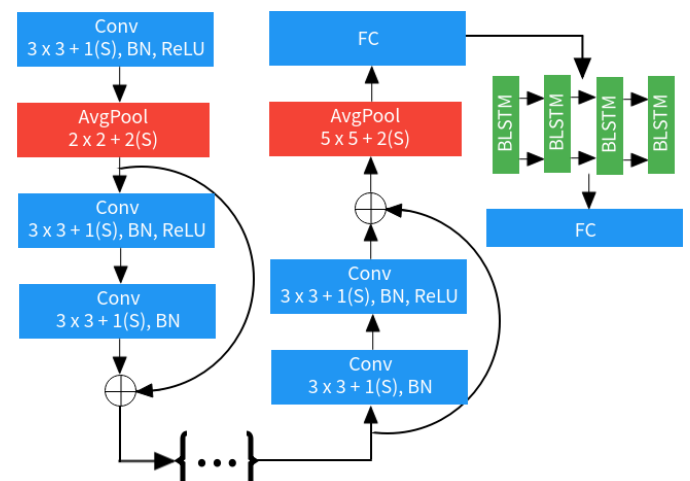 Conv
3 x 3 + 1(S), BN, ReLU
AvgPool
2 x 2 + 2(S)
Conv
3 x 3 + 1(S), BN, ReLU
Conv
3 x 3 + 1(S), BN
{...}
FC
AvgPool
5 x 5 + 2(S)
Conv
3 x 3 + 1(S), BN, ReLU
Conv
3 x 3 + 1(S), BN
BLSTM
BLSTM
BLSTM
BLSTM
FC